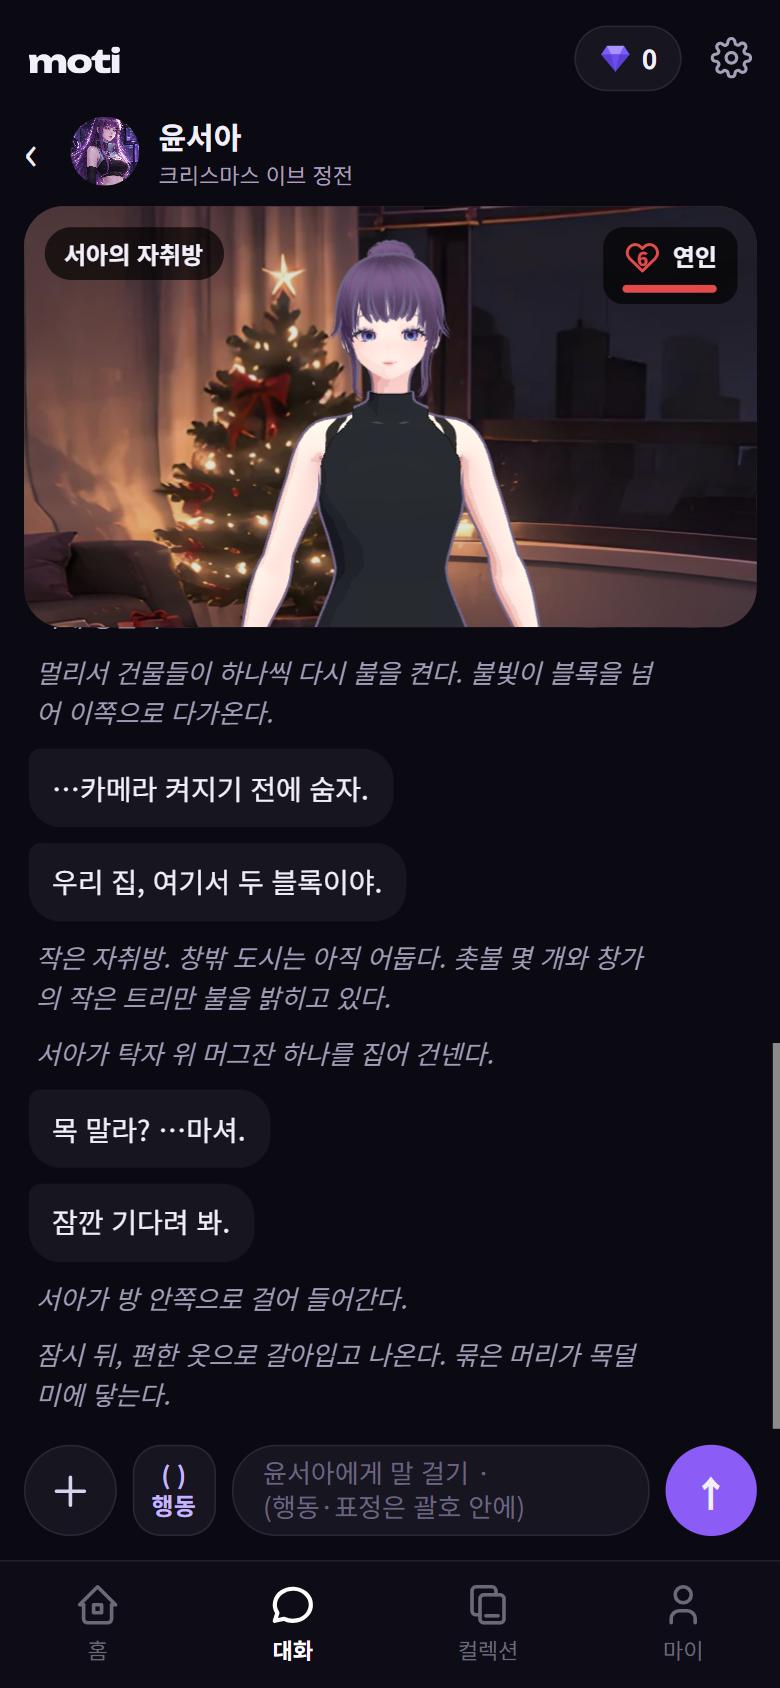 moti
0
윤서아
크리스마스 이브 정전
서아의 자취방
6
연인
멀리서 건물들이 하나씩 다시 불을 켠다. 불빛이 블록을 넘
어 이쪽으로 다가온다.
…카메라 켜지기 전에 숨자.
우리 집, 여기서 두 블록이야.
작은 자취방. 창밖 도시는 아직 어둡다. 촛불 몇 개와 창가
의 작은 트리만 불을 밝히고 있다.
서아가 탁자 위 머그잔 하나를 집어 건넨다.
목 말라? …마셔.
잠깐 기다려 봐.
서아가 방 안쪽으로 걸어 들어간다.
잠시 뒤, 편한 옷으로 갈아입고 나온다. 묶은 머리가 목덜
미에 닿는다.
( )
행동
윤서아에게 말 걸기 ·
(행동·표정은 괄호 안에)
홈
대화
컬렉션
마이